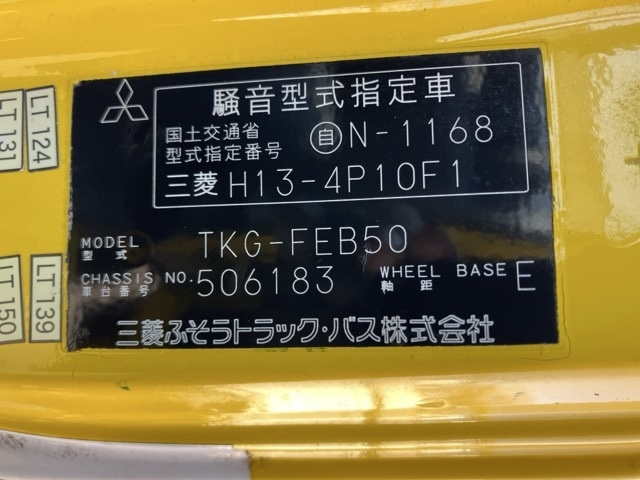 騒音型式指定車
国土交通省
型式指定番号 自N-1168
三菱 H13-4P10F1
MODEL TKG-FEB50
型式
CHASSIS NO. 506183 WHEEL BASE E
車台番号 軸距
三菱ふそうトラック・バス株式会社
LT 131
LT 124
LT 150
LT 139